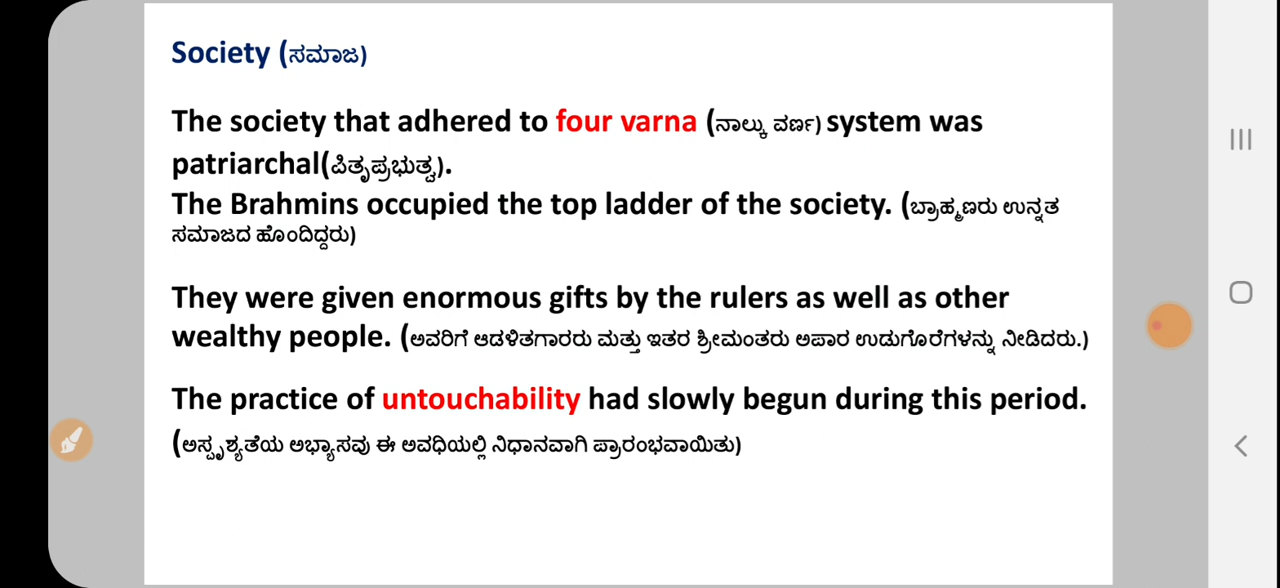 Society (ಸಮಾಜ)
The society that adhered to four varna (ನಾಲ್ಕು ವರ್ಣ) system was
patriarchal(ಪಿತೃಪ್ರಭುತ್ವ).
The Brahmins occupied the top ladder of the society. (ಬ್ರಾಹ್ಮಣರು ಉನ್ನತ
ಸಮಾಜದ ಹೊಂದಿದ್ದರು)
They were given enormous gifts by the rulers as well as other
wealthy people. (ಅವರಿಗೆ ಆಡಳಿತಗಾರರು ಮತ್ತು ಇತರ ಶ್ರೀಮಂತರು ಅಪಾರ ಉಡುಗೊರೆಗಳನ್ನು ನೀಡಿದರು.)
The practice of untouchability had slowly begun during this period.
(ಅಸ್ಪೃಶ್ಯತೆಯ ಅಭ್ಯಾಸವು ಈ ಅವಧಿಯಲ್ಲಿ ನಿಧಾನವಾಗಿ ಪ್ರಾರಂಭವಾಯಿತು)